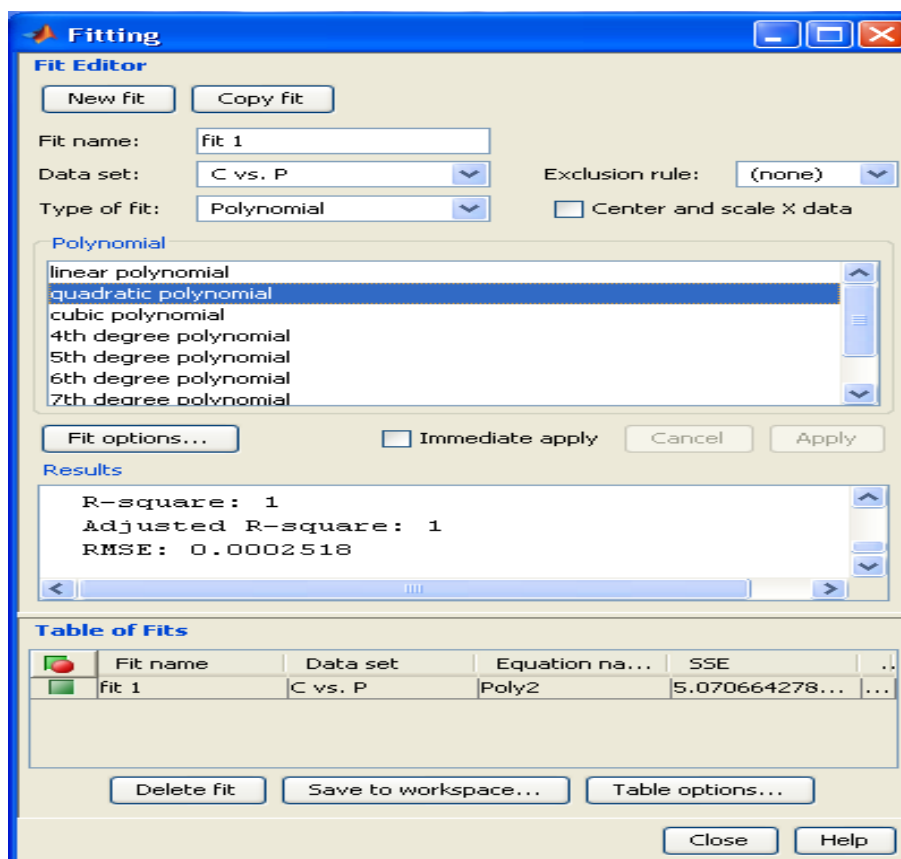 Fitting
Fit Editor
New fit Copy fit
Fit name: fit 1
Data set: C vs. P Exclusion rule: (none)
Type of fit: Polynomial Center and scale X data
Polynomial
linear polynomial
quadratic polynomial
cubic polynomial
4th degree polynomial
5th degree polynomial
6th degree polynomial
7th degree polynomial
Fit options... Immediate apply Cancel Apply
Results
R-square: 1
Adjusted R-square: 1
RMSE: 0.0002518
Table of Fits
Fit name Data set Equation na... SSE ..
fit 1 C vs. P Poly2 5.070664278... ...
Delete fit Save to workspace... Table options...
Close Help